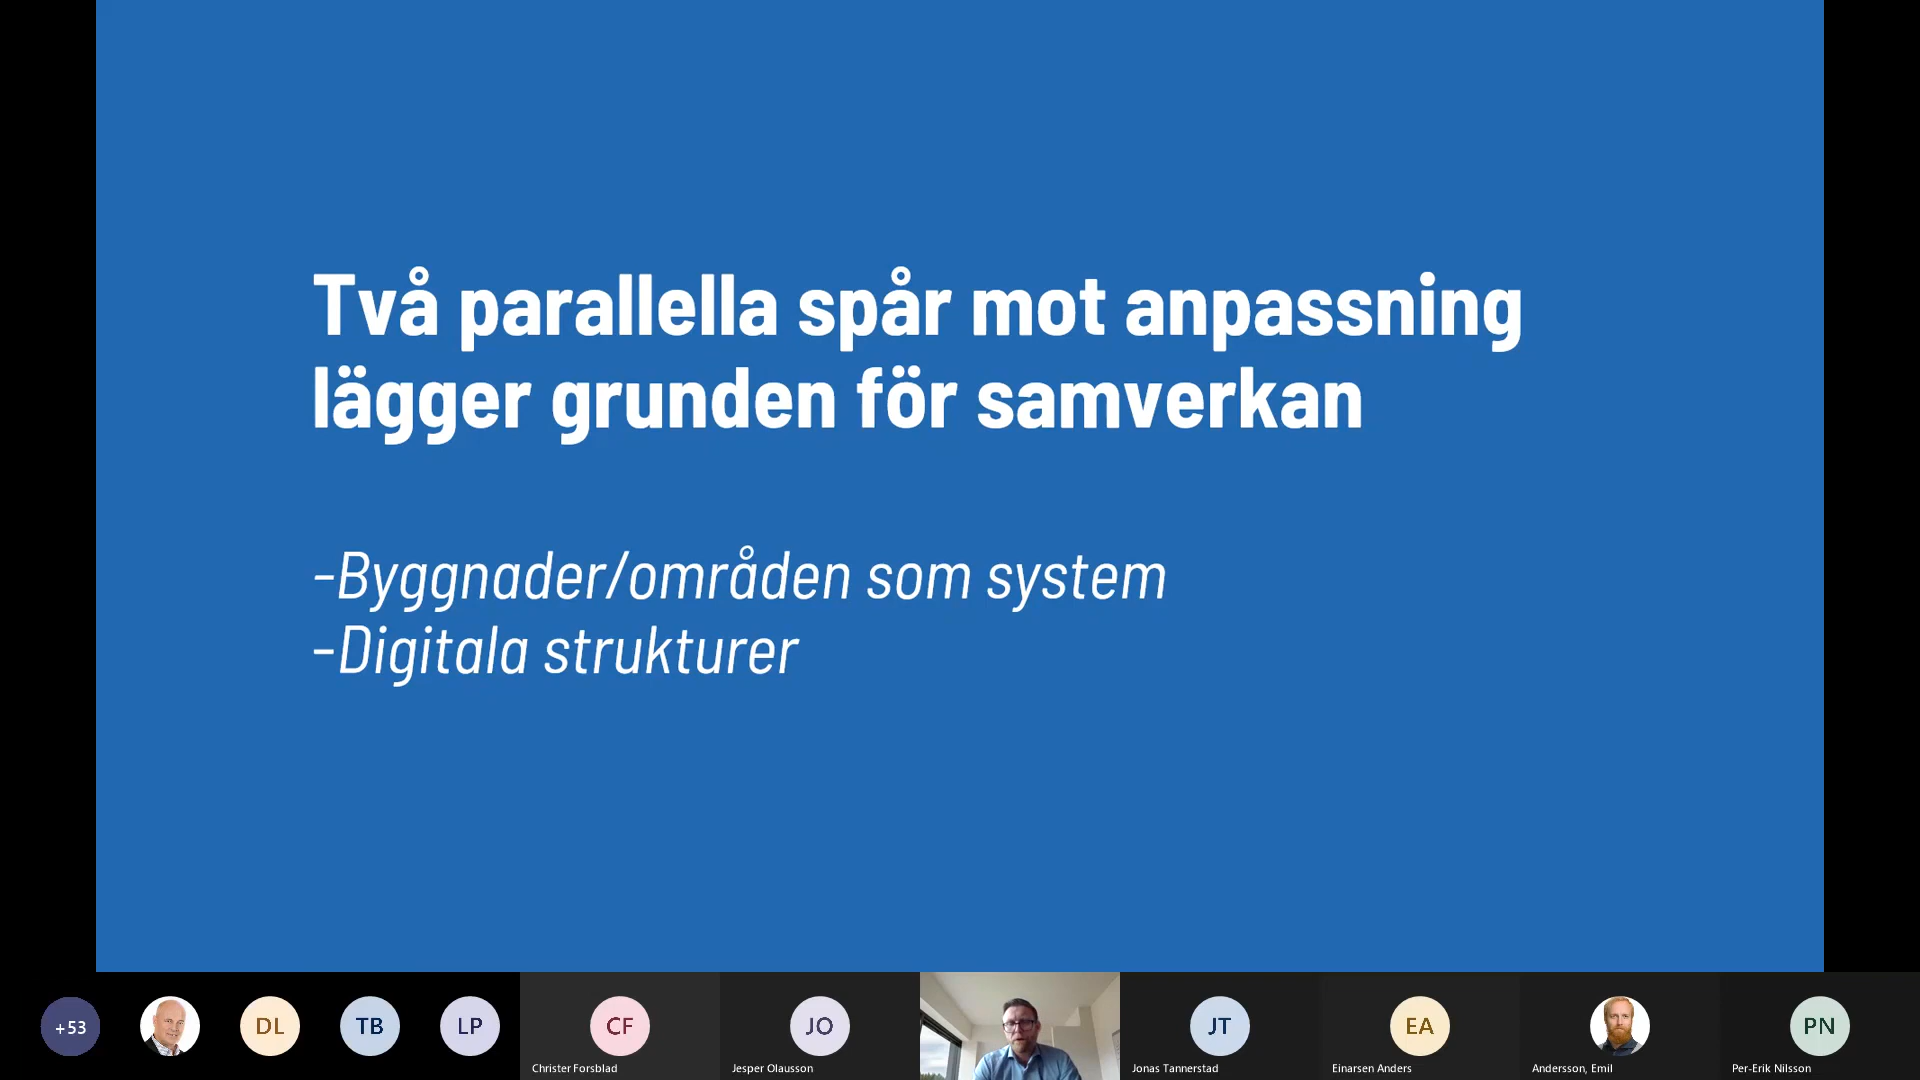 Två parallella spår mot anpassning
lägger grunden för samverkan
-Byggnader/områden som system
-Digitala strukturer
+53
DL
TB
LP
CF
JO
JT
EA
PN
Christer Forsblad
Jesper Olausson
Jonas Tannerstad
Einarsen Anders
Andersson, Emil
Per-Erik Nilsson